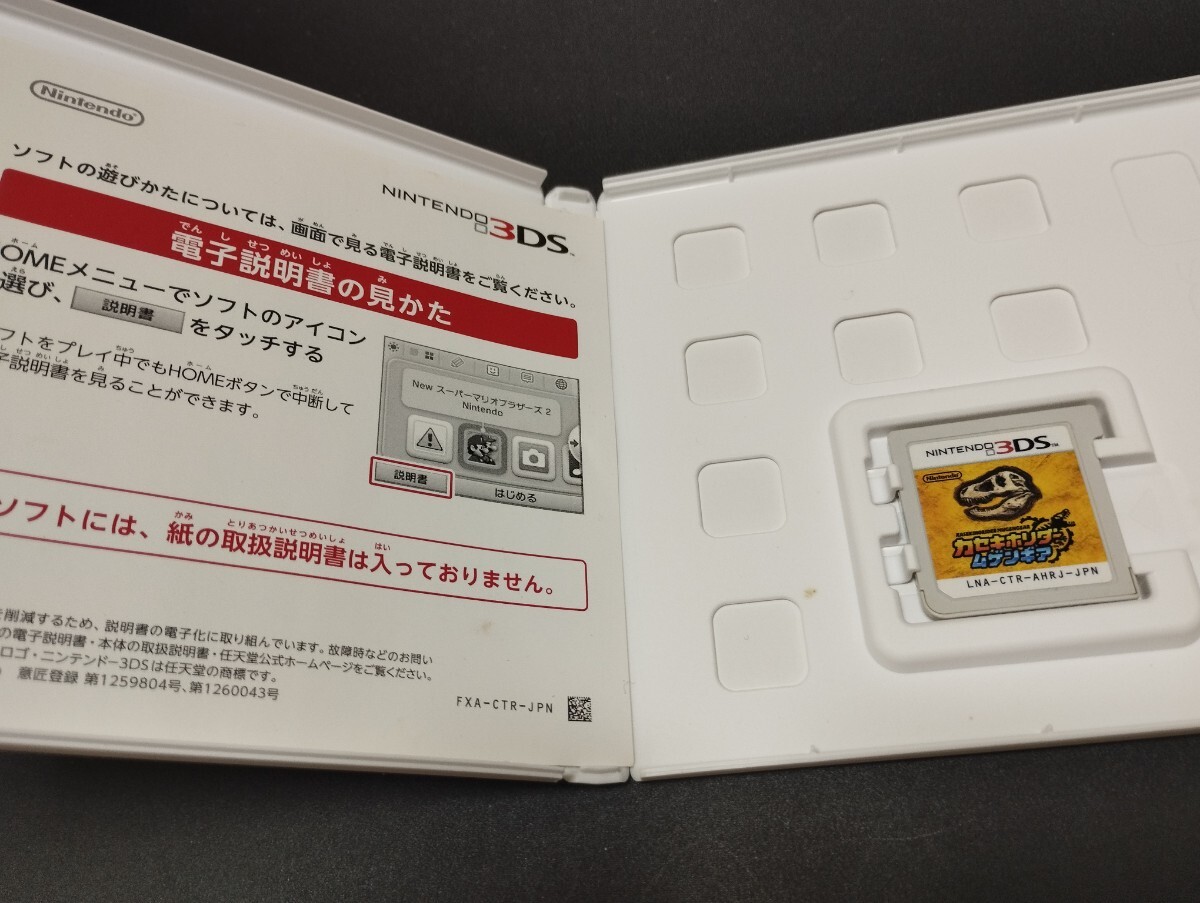 Nintendo
NINTENDO 3DS™
ソフトの遊びかたについては、画面で見る電子説明書をご覧ください。
電子説明書の見かた
OMEメニューでソフトのアイコン
選び、 説明書 をタッチする
フトをプレイ中でもHOMEボタンで中断して
子説明書を見ることができます。
New スーパーマリオブラザーズ 2
Nintendo
説明書
はじめる
ソフトには、紙の取扱説明書は入っておりません。
を削減するため、説明書の電子化に取り組んでいます。故障時などのお問い
の電子説明書・本体の取扱説明書・任天堂公式ホームページをご覧ください。
ロゴ・ニンテンドー3DSは任天堂の商標です。
意匠登録 第1259804号、第1260043号
FXA-CTR-JPN
NINTENDO 3DS™
Nintendo
カセキホリダー
ムゲンギア
LNA-CTR-AHRJ-JPN